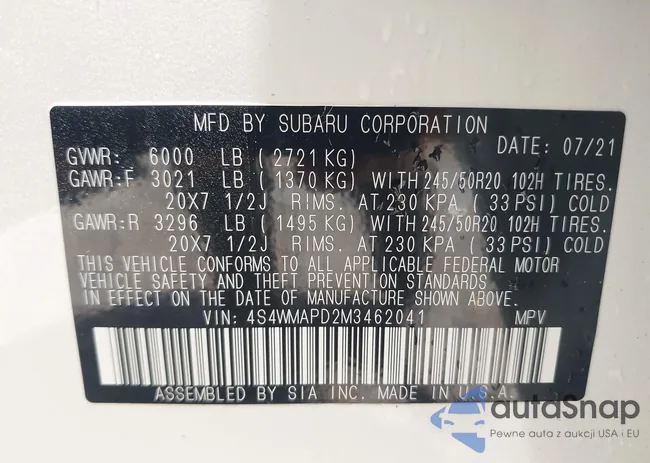 MFD BY SUBARU CORPORATION
DATE: 07/21
GVWR: 6000 LB (2721 KG)
GAWR:F 3021 LB (1370 KG) WITH 245/50R20 102H TIRES.
20X7 1/2J RIMS. AT 230 KPA (33 PSI) COLD
GAWR:R 3296 LB (1495 KG) WITH 245/50R20 102H TIRES.
20X7 1/2J RIMS. AT 230 KPA (33 PSI) COLD
THIS VEHICLE CONFORMS TO ALL APPLICABLE FEDERAL MOTOR
VEHICLE SAFETY AND THEFT PREVENTION STANDARDS
IN EFFECT ON THE DATE OF MANUFACTURE SHOWN ABOVE.
VIN: 4S4WMAPD2M3462041 MPV
ASSEMBLED BY SIA INC. MADE IN U.S.A.
autoSnap
Pewne auta z aukcji USA i EU